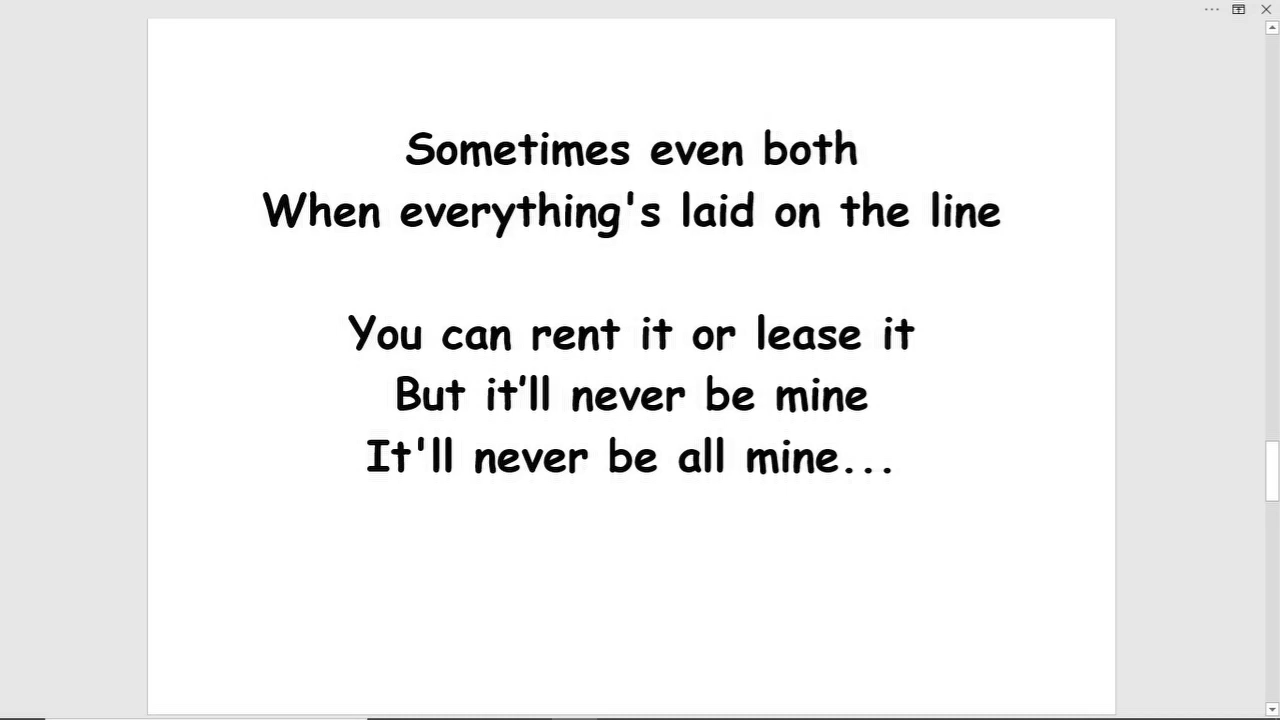 Sometimes even both
When everything's laid on the line
You can rent it or lease it
But it’ll never be mine
It'll never be all mine...